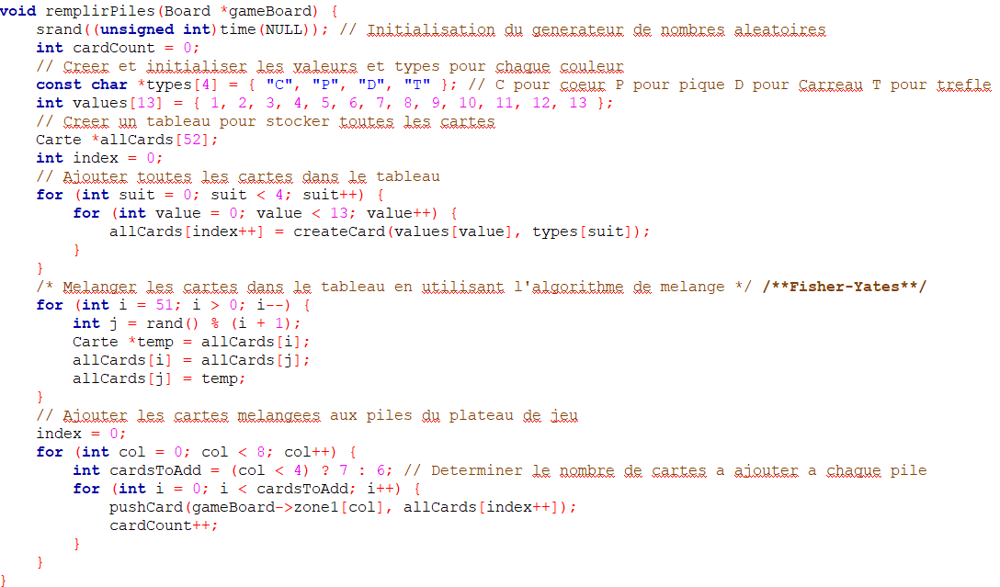 void remplirPiles(Board *gameBoard) {
    srand((unsigned int)time(NULL)); // Initialisation du generateur de nombres aleatoires
    int cardCount = 0;
    // Creer et initialiser les valeurs et types pour chaque couleur
    const char *types[4] = { "C", "P", "D", "T" }; // C pour coeur P pour pique D pour Carreau T pour trefle
    int values[13] = { 1, 2, 3, 4, 5, 6, 7, 8, 9, 10, 11, 12, 13 };
    // Creer un tableau pour stocker toutes les cartes
    Carte *allCards[52];
    int index = 0;
    // Ajouter toutes les cartes dans le tableau
    for (int suit = 0; suit < 4; suit++) {
        for (int value = 0; value < 13; value++) {
            allCards[index++] = createCard(values[value], types[suit]);
        }
    }
    /* Melanger les cartes dans le tableau en utilisant l'algorithme de melange */ /**Fisher-Yates**/
    for (int i = 51; i > 0; i--) {
        int j = rand() % (i + 1);
        Carte *temp = allCards[i];
        allCards[i] = allCards[j];
        allCards[j] = temp;
    }
    // Ajouter les cartes melangees aux piles du plateau de jeu
    index = 0;
    for (int col = 0; col < 8; col++) {
        int cardsToAdd = (col < 4) ? 7 : 6; // Determiner le nombre de cartes a ajouter a chaque pile
        for (int i = 0; i < cardsToAdd; i++) {
            pushCard(gameBoard->zone1[col], allCards[index++]);
            cardCount++;
        }
    }
}